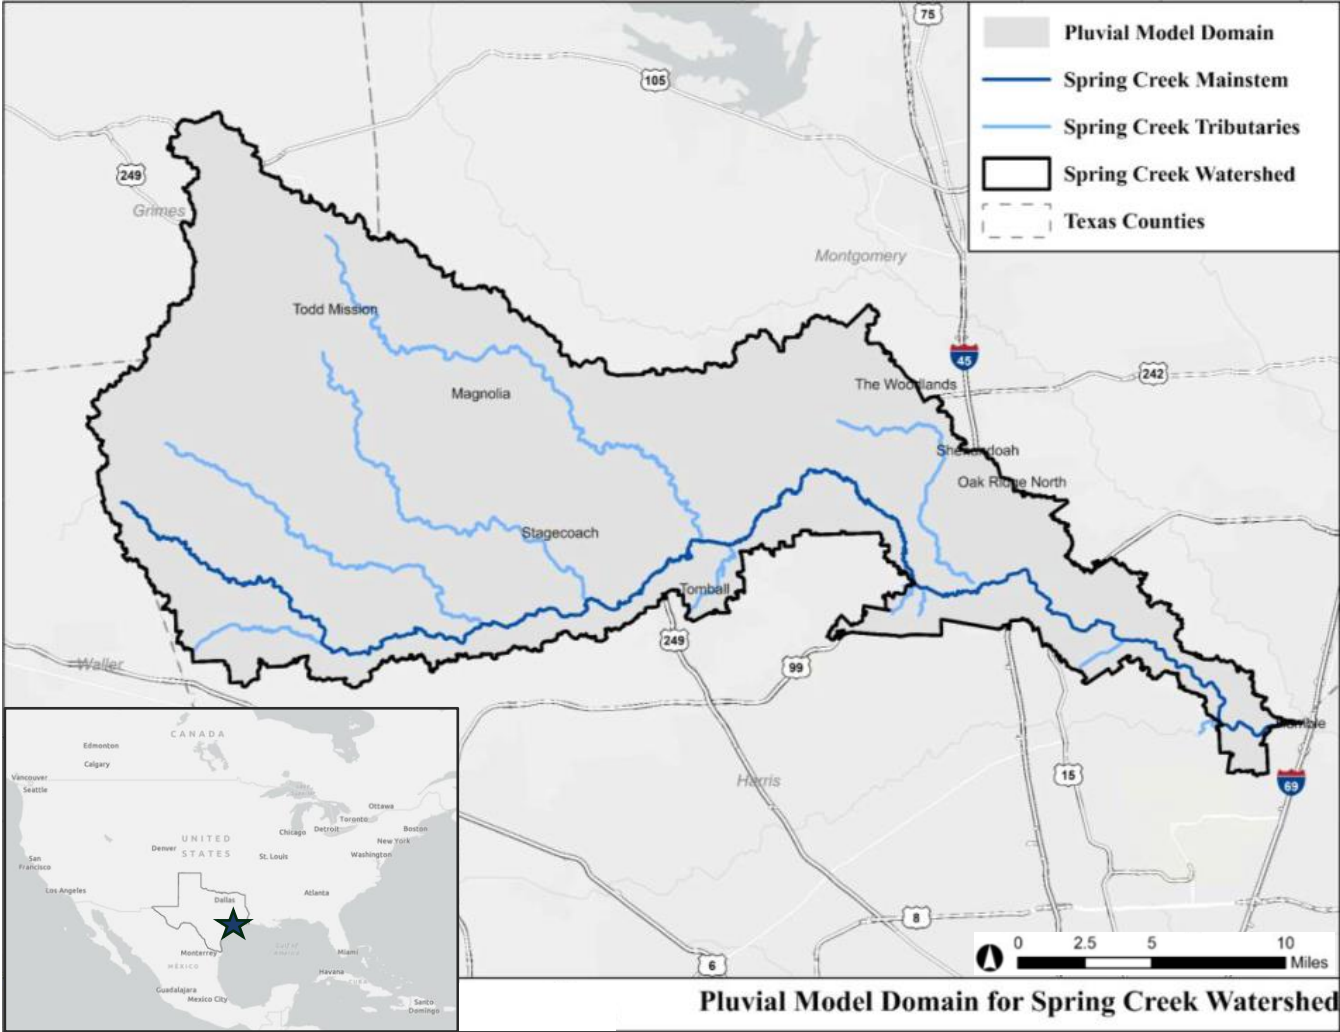 75
Pluvial Model Domain
Spring Creek Mainstem
Spring Creek Tributaries
Spring Creek Watershed
Texas Counties
105
249
Grimes
Montgomery
Todd Mission
45
242
The Woodlands
Magnolia
Shenandoah
Oak Ridge North
Stagecoach
Tomball
249
99
Waller
Humble
15
69
Harris
8
6
CANADA
Edmonton
Calgary
Vancouver
Seattle
Ottawa
Toronto
Chicago
Detroit
Boston
New York
UNITED
STATES
Denver
St. Louis
Washington
San
Francisco
Los Angeles
Atlanta
Dallas
Monterrey
Miami
MÉXICO
Havana
Guadalajara
Mexico City
Santo
Domingo
0 2.5 5 10
Miles
Pluvial Model Domain for Spring Creek Watershed